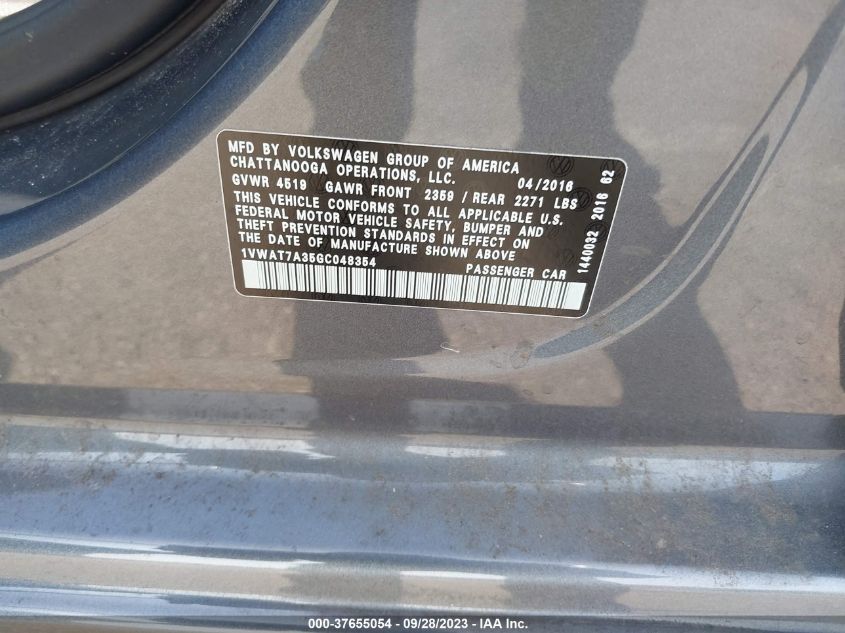 MFD BY VOLKSWAGEN GROUP OF AMERICA
CHATTANOOGA OPERATIONS, LLC. 04/2016
GVWR 4519 GAWR FRONT 2359 / REAR 2271 LBS
THIS VEHICLE CONFORMS TO ALL APPLICABLE U.S.
FEDERAL MOTOR VEHICLE SAFETY, BUMPER AND
THEFT PREVENTION STANDARDS IN EFFECT ON
THE DATE OF MANUFACTURE SHOWN ABOVE
1VWAT7A35GC048354 PASSENGER CAR
1440032 2016 62
000-37655054 / 09/28/2023 - IAA Inc.